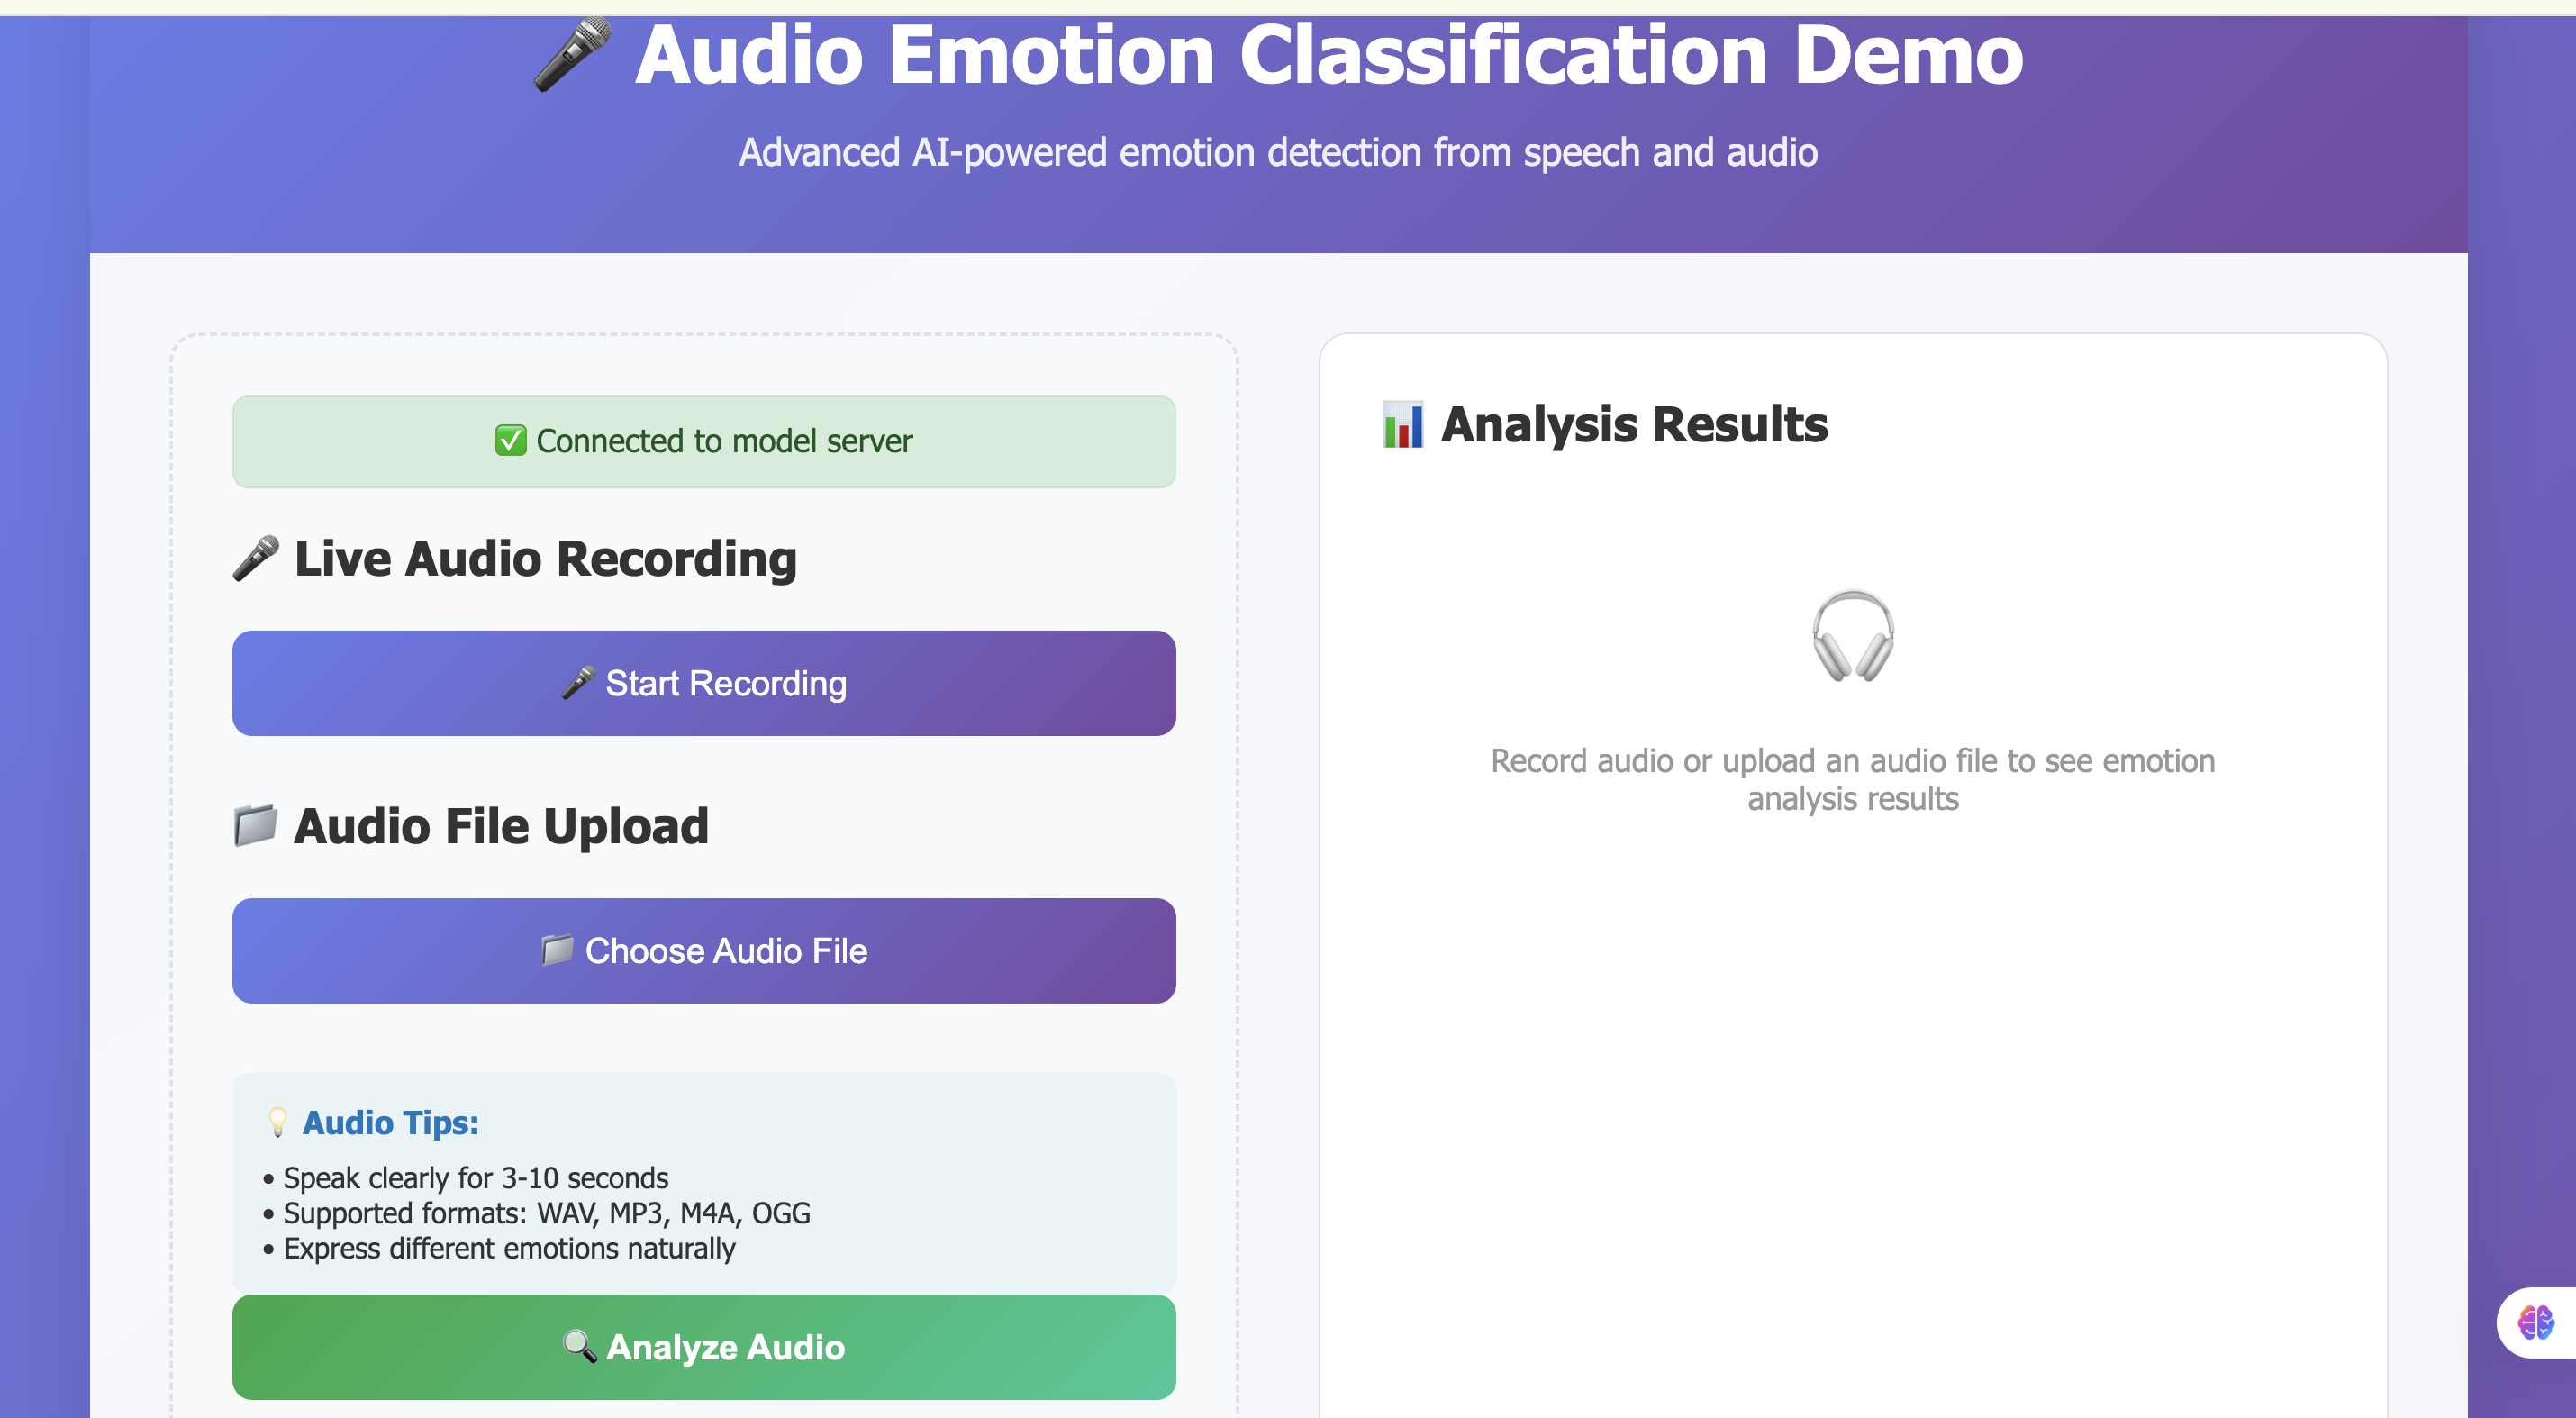 Audio Emotion Classification Demo
Advanced AI-powered emotion detection from speech and audio
Connected to model server
Live Audio Recording
Start Recording
Audio File Upload
Choose Audio File
Audio Tips:
• Speak clearly for 3-10 seconds
• Supported formats: WAV, MP3, M4A, OGG
• Express different emotions naturally
Analyze Audio
Analysis Results
Record audio or upload an audio file to see emotion
analysis results